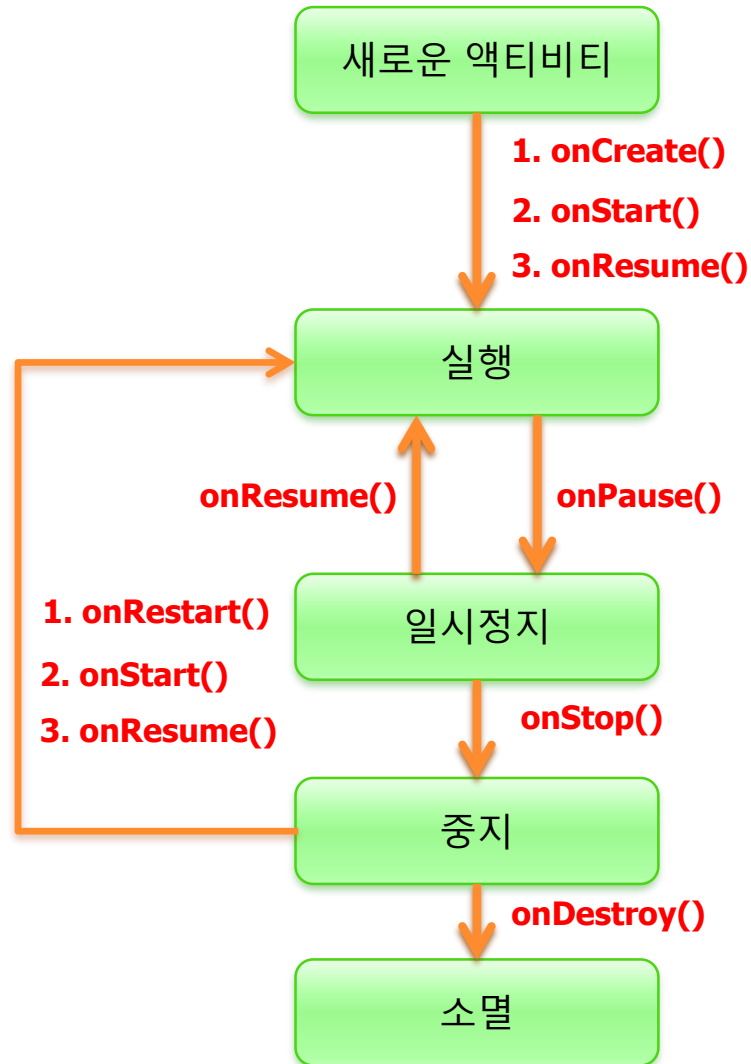 새로운 액티비티
1. onCreate()
2. onStart()
3. onResume()
실행
onResume()
onPause()
1. onRestart()
2. onStart()
3. onResume()
일시정지
onStop()
중지
onDestroy()
소멸